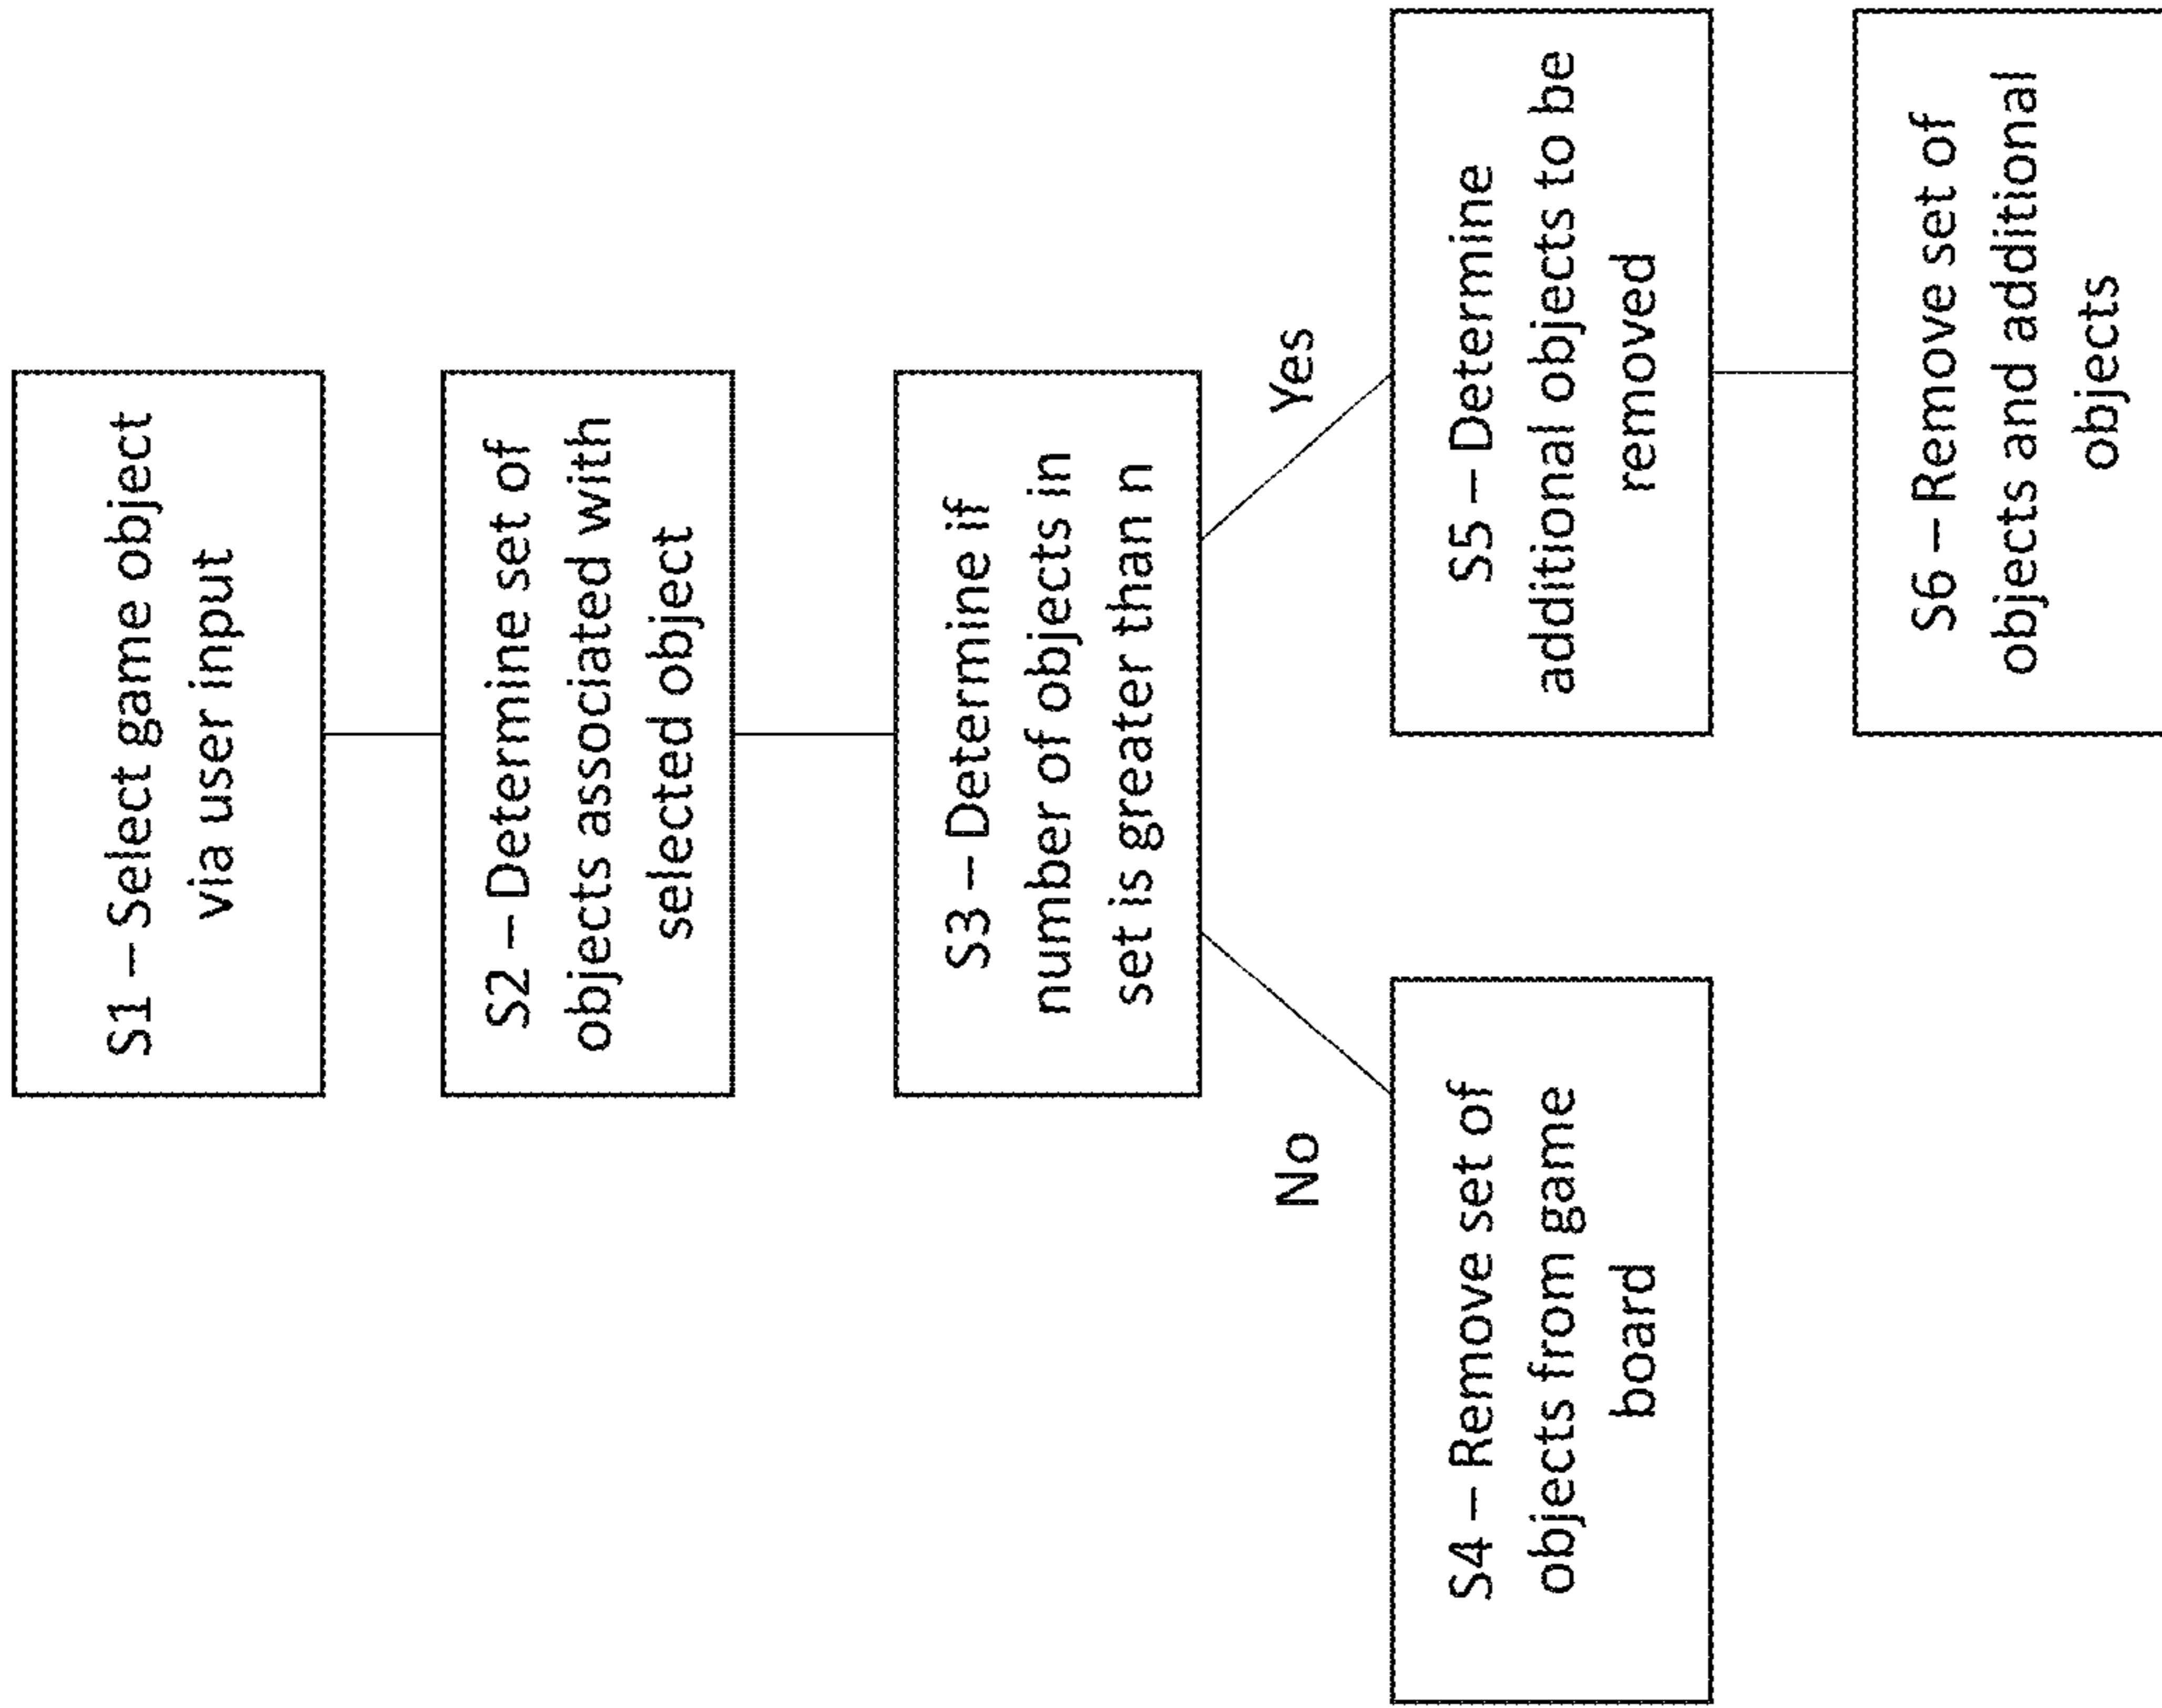 S1 – Select game object
via user input
S2 – Determine set of
objects associated with
selected object
S3 – Determine if
number of objects in
set is greater than n
No
Yes
S4 – Remove set of
objects from game
board
S5 – Determine
additional objects to be
removed
S6 – Remove set of
objects and additional
objects